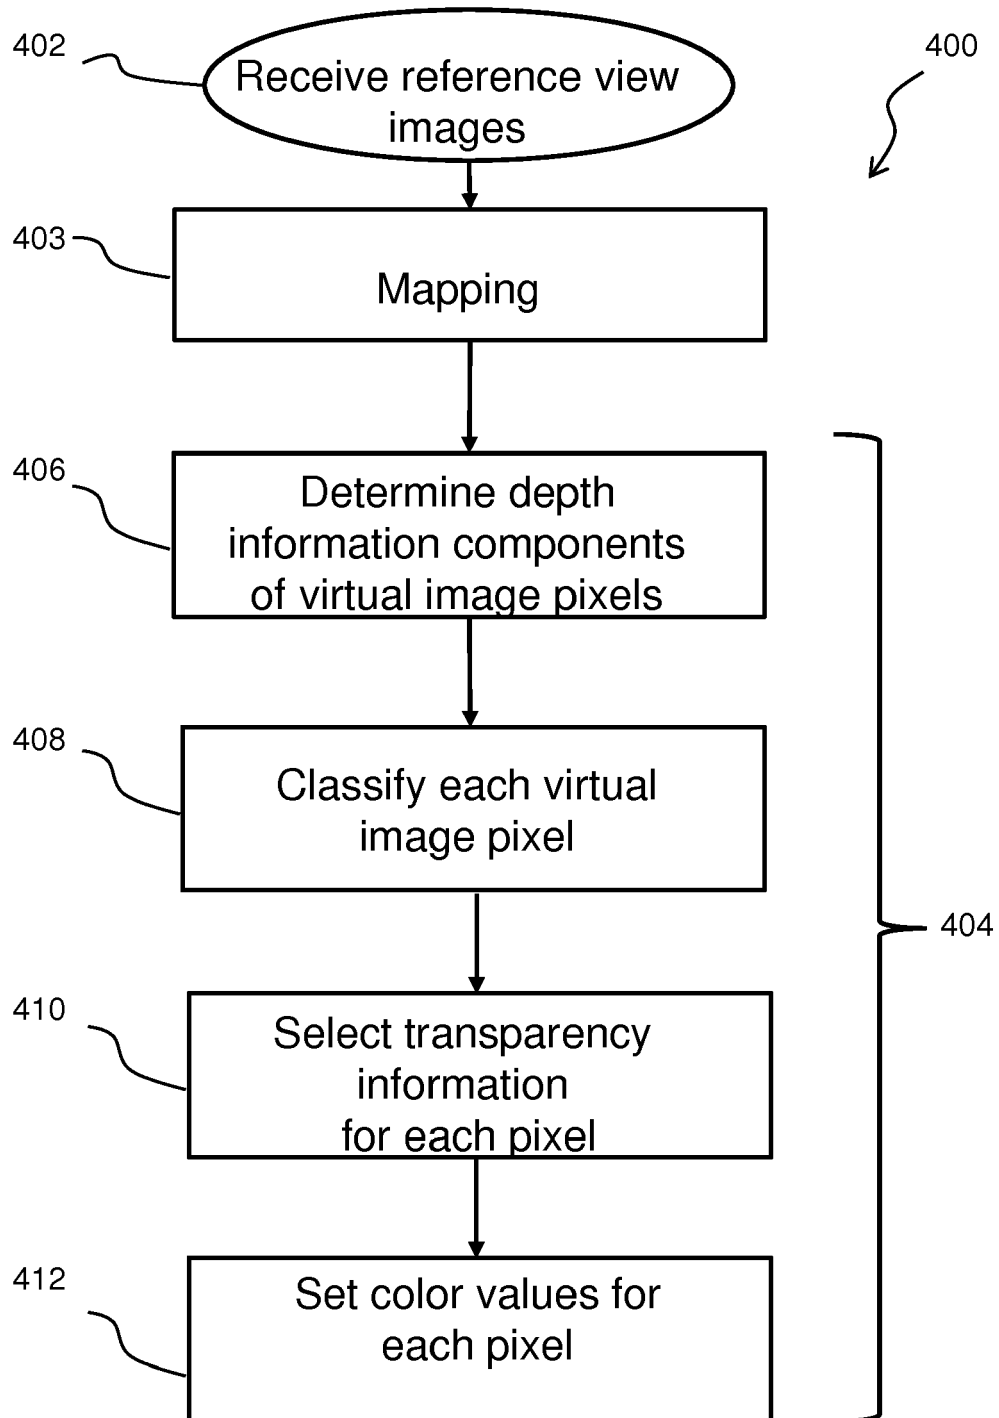 402
Receive reference view
images
400
403
Mapping
406
Determine depth
information components
of virtual image pixels
408
Classify each virtual
image pixel
404
410
Select transparency
information
for each pixel
412
Set color values for
each pixel